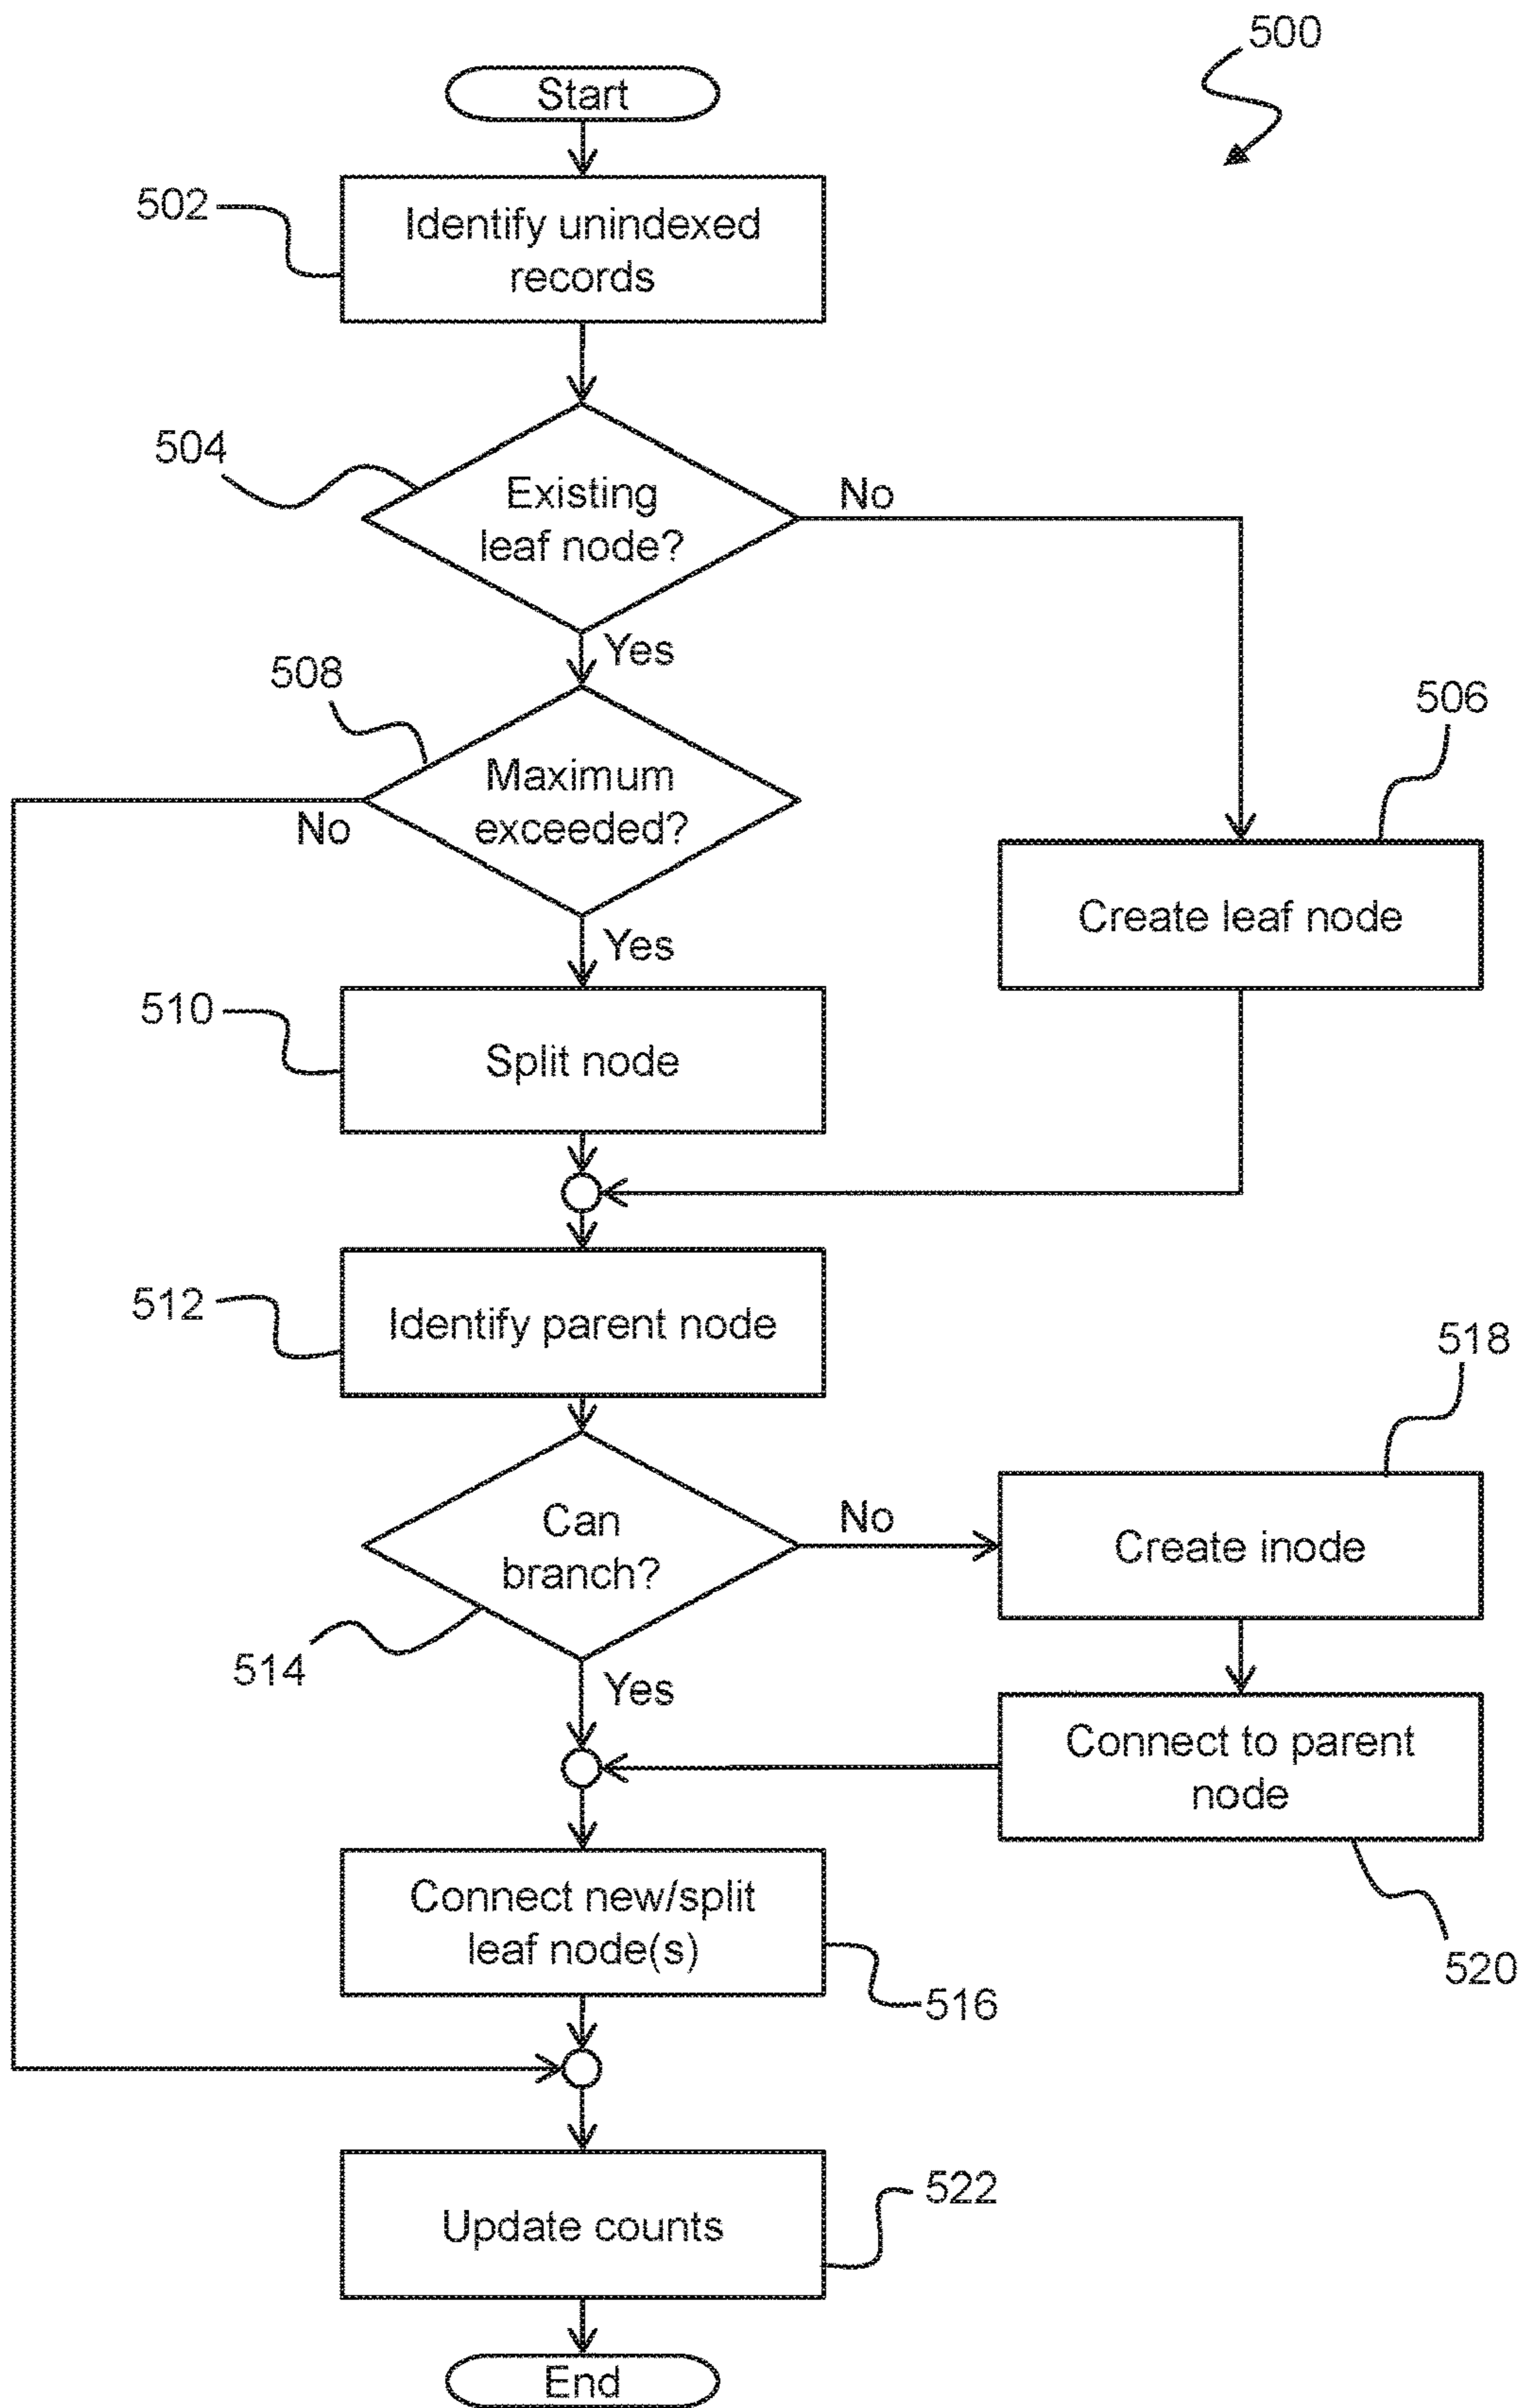 500
Start
502
Identify unindexed
records
504
Existing
leaf node?
No
Yes
508
506
Maximum
exceeded?
No
Create leaf node
Yes
510
Split node
512
Identify parent node
518
Can
branch?
No
Create inode
514
Yes
Connect to parent
node
Connect new/split
leaf node(s)
520
516
522
Update counts
End